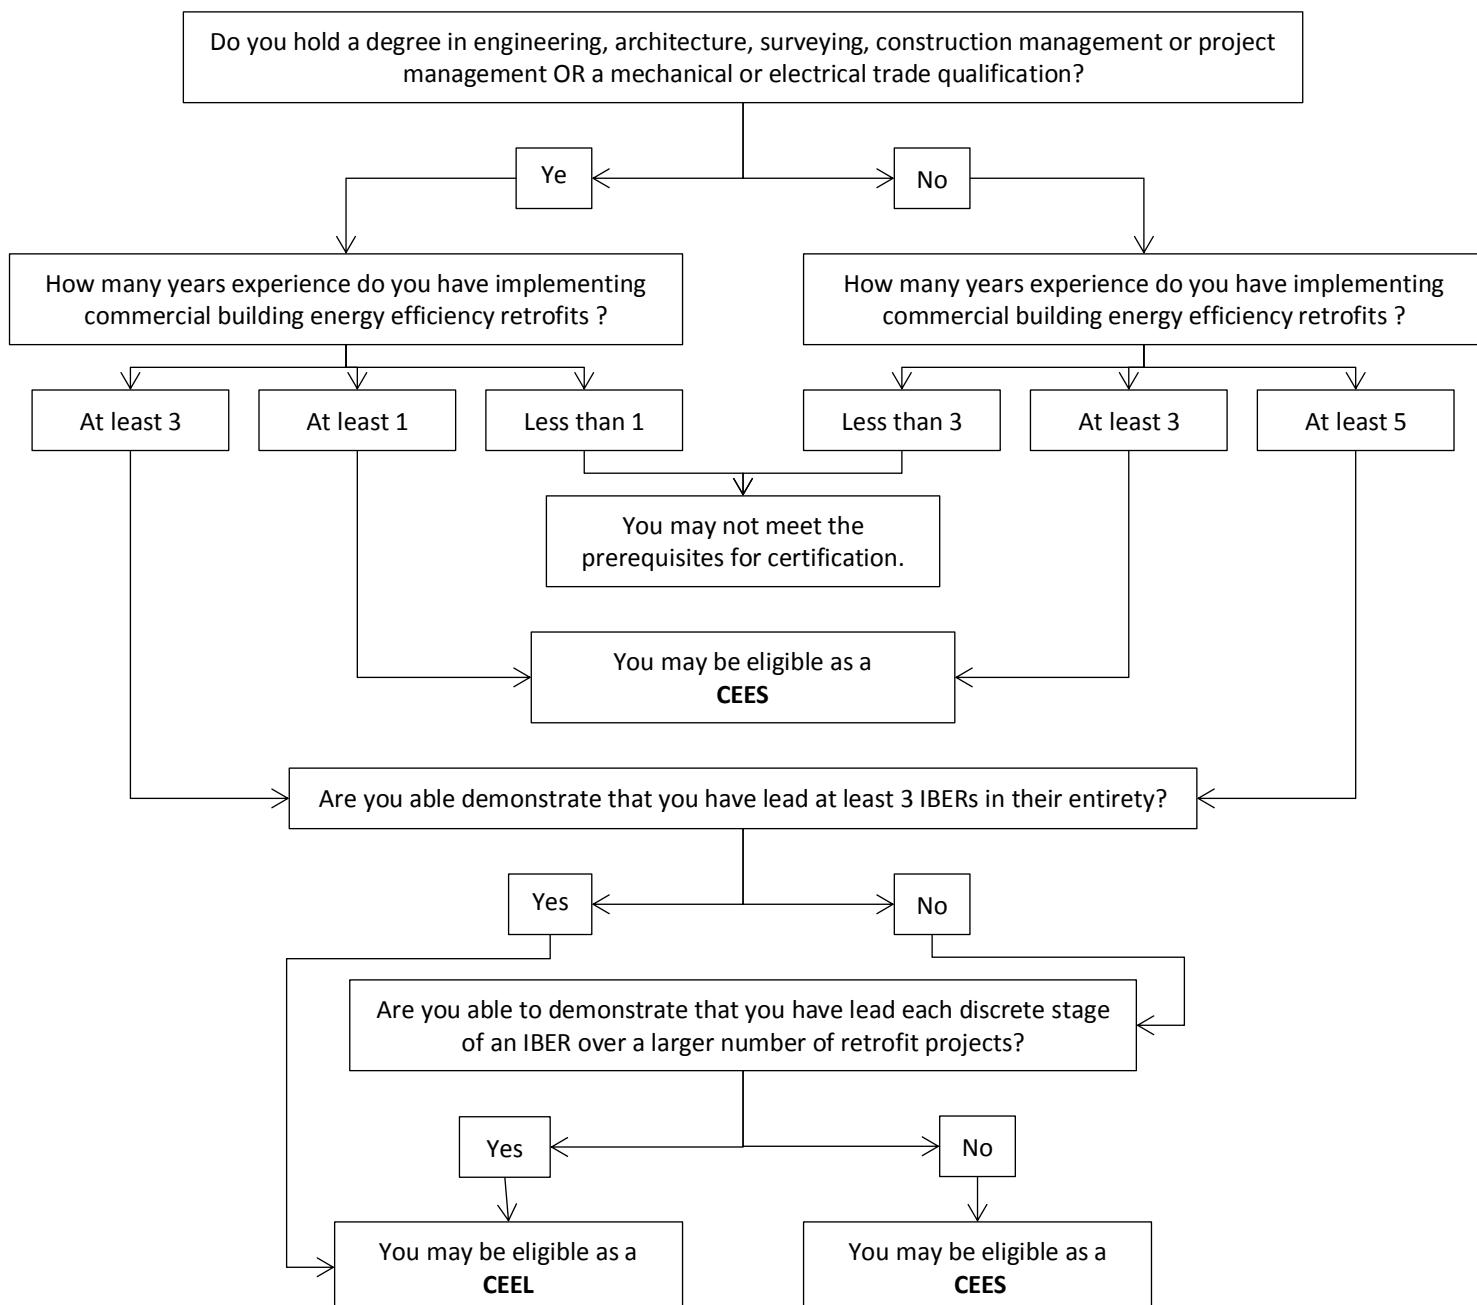 Do you hold a degree in engineering, architecture, surveying, construction management or project
management OR a mechanical or electrical trade qualification?
Ye
No
How many years experience do you have implementing
commercial building energy efficiency retrofits ?
How many years experience do you have implementing
commercial building energy efficiency retrofits ?
At least 3
At least 1
Less than 1
Less than 3
At least 3
At least 5
You may not meet the
prerequisites for certification.
You may be eligible as a
CEES
Are you able demonstrate that you have lead at least 3 IBERs in their entirety?
Yes
No
Are you able to demonstrate that you have lead each discrete stage
of an IBER over a larger number of retrofit projects?
Yes
No
You may be eligible as a
CEEL
You may be eligible as a
CEES